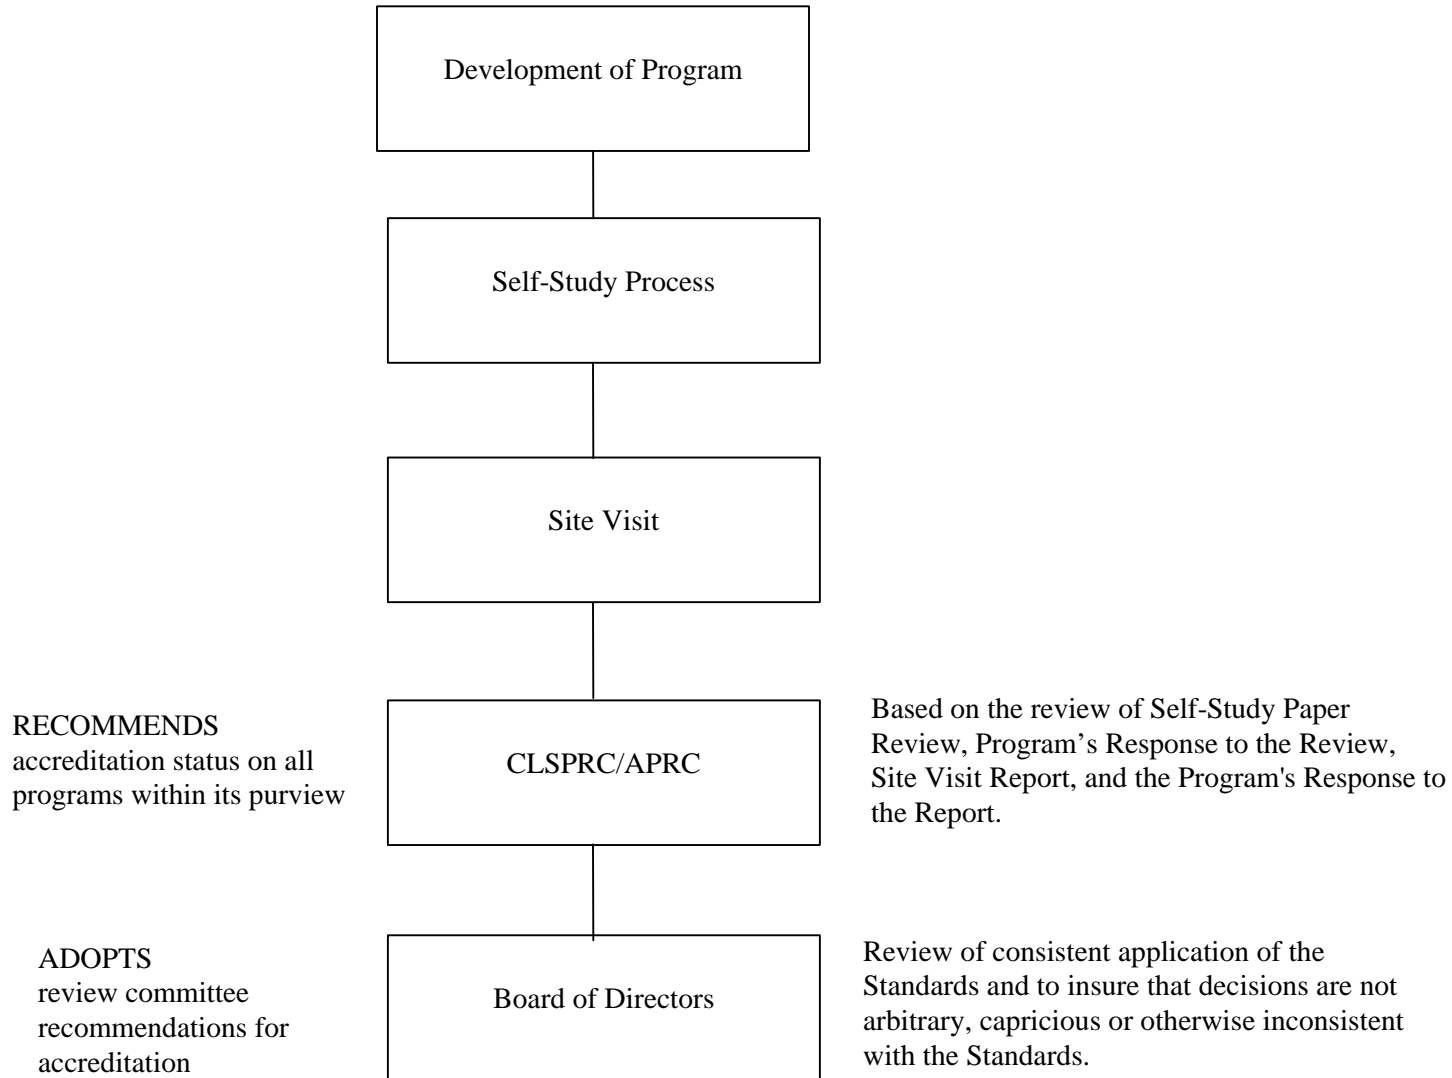 Development of Program
Self-Study Process
Site Visit
RECOMMENDS
accreditation status on all
programs within its purview
CLSPRC/APRC
Based on the review of Self-Study Paper
Review, Program’s Response to the Review,
Site Visit Report, and the Program's Response to
the Report.
ADOPTS
review committee
recommendations for
accreditation
Board of Directors
Review of consistent application of the
Standards and to insure that decisions are not
arbitrary, capricious or otherwise inconsistent
with the Standards.